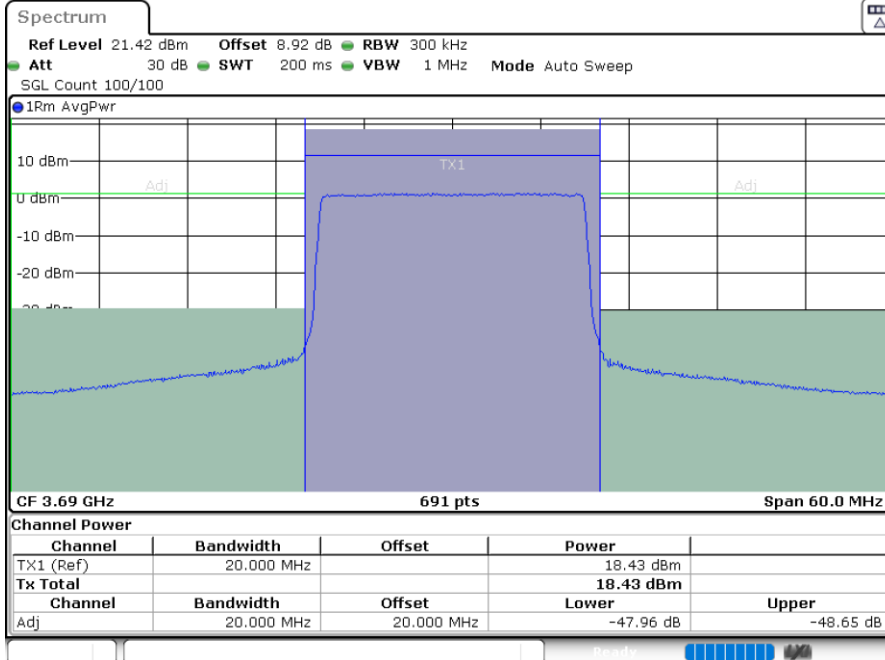 Spectrum
Ref Level 21.42 dBm Offset 8.92 dB RBW 300 kHz
Att 30 dB SWT 200 ms VBW 1 MHz Mode Auto Sweep
SGL Count 100/100
1Rm AvgPwr
10 dBm
TX1
Adj Adj
0 dBm
-10 dBm
-20 dBm
CF 3.69 GHz 691 pts Span 60.0 MHz
Channel Power
Channel Bandwidth Offset Power
TX1 (Ref) 20.000 MHz 18.43 dBm
Tx Total 18.43 dBm
Channel Bandwidth Offset Lower Upper
Adj 20.000 MHz 20.000 MHz -47.96 dB -48.65 dB
Ready